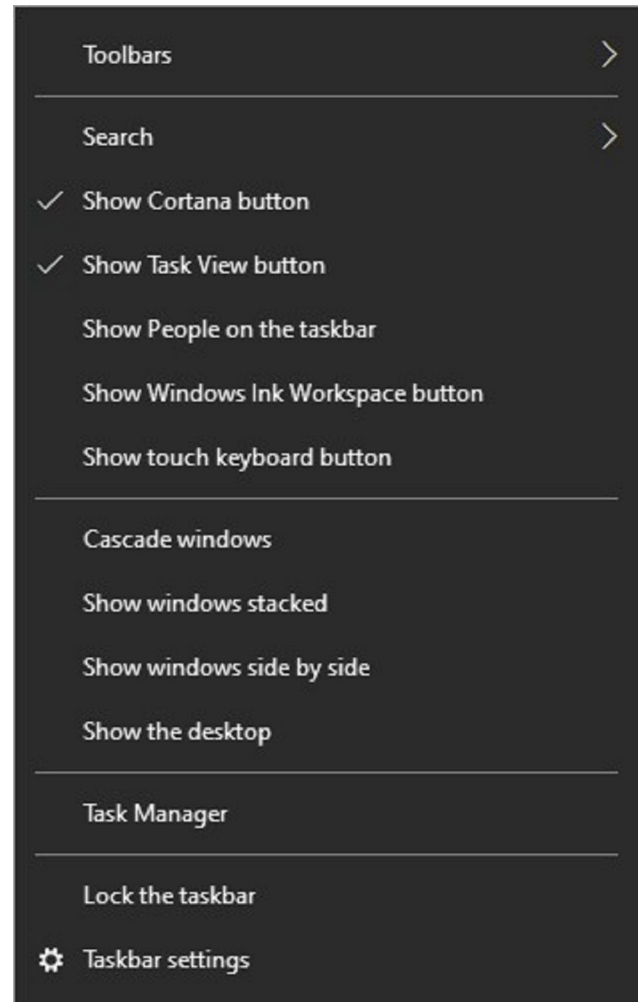 Toolbars
Search
Show Cortana button
Show Task View button
Show People on the taskbar
Show Windows Ink Workspace button
Show touch keyboard button
Cascade windows
Show windows stacked
Show windows side by side
Show the desktop
Task Manager
Lock the taskbar
Taskbar settings